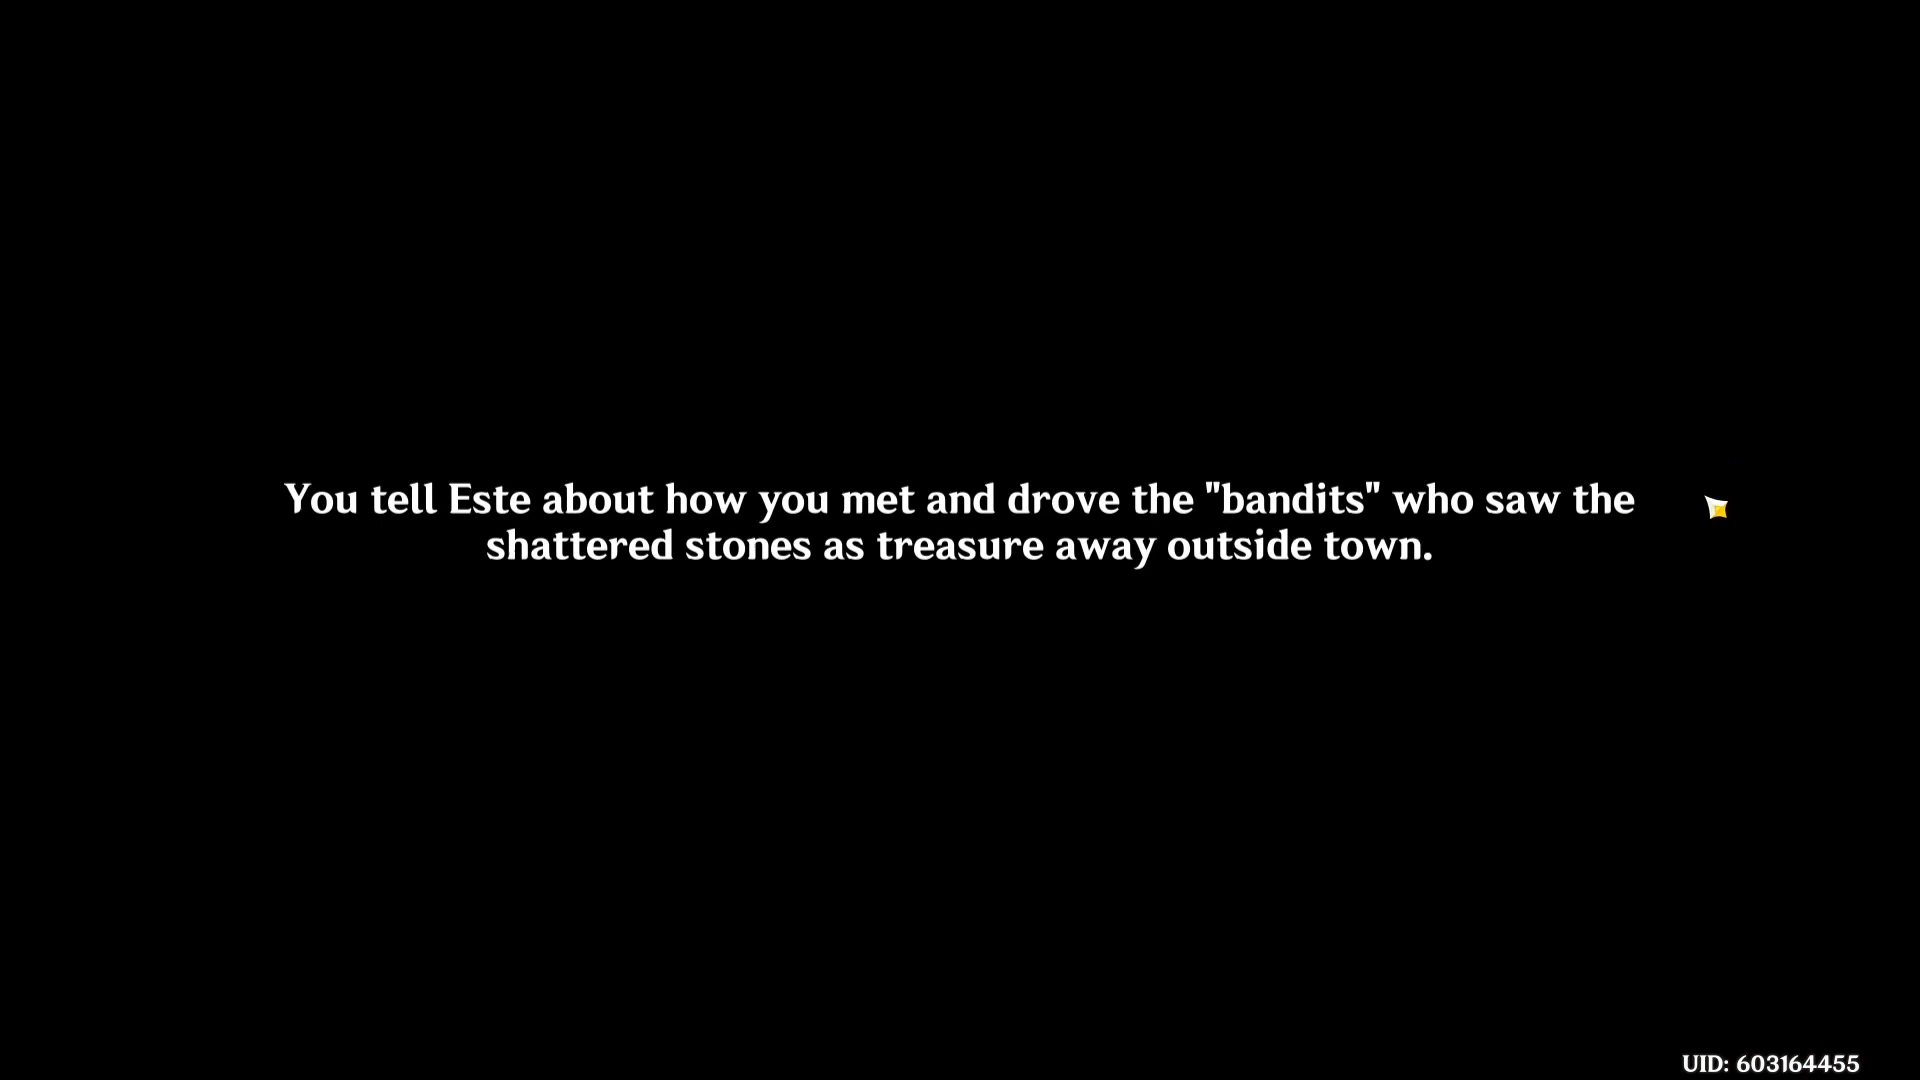 You tell Este about how you met and drove the "bandits" who saw the
shattered stones as treasure away outside town.
UID: 603164455